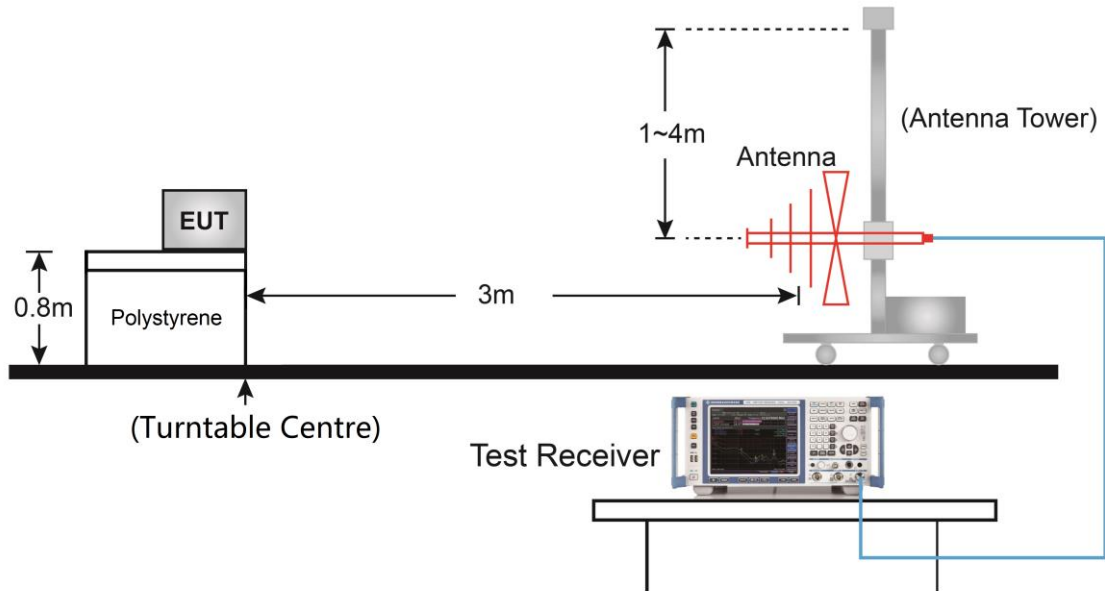 1~4m
(Antenna Tower)
Antenna
EUT
0.8m
Polystyrene
3m
(Turntable Centre)
Test Receiver